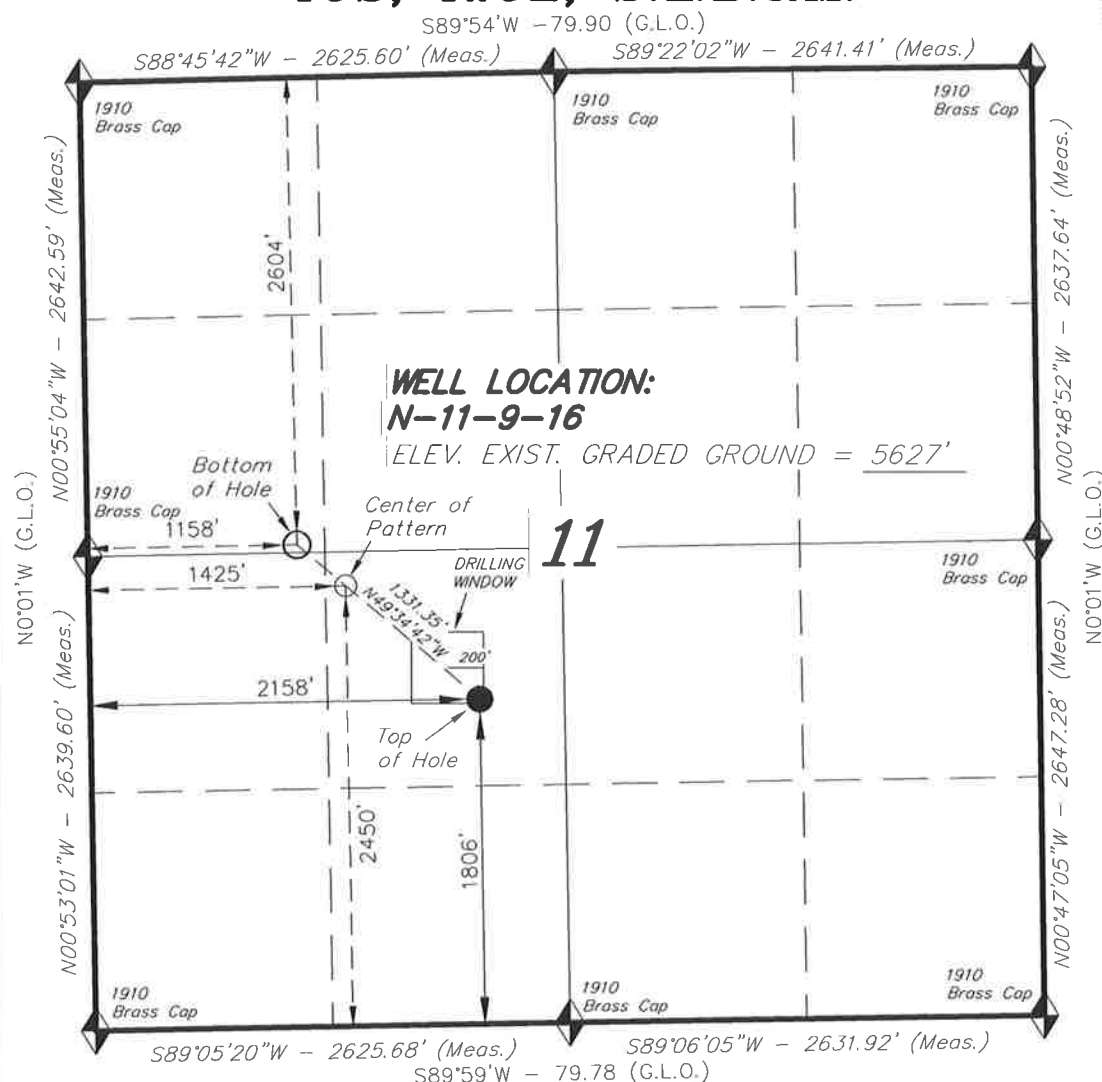 S89°54'W - 79.90 (G.L.O.)
S88°45'42"W - 2625.60' (Meas.)
S89°22'02"W - 2641.41' (Meas.)
1910
Brass Cap
1910
Brass Cap
1910
Brass Cap
N00°55'04"W - 2642.59' (Meas.)
2604'
N00°48'52"W - 2637.64' (Meas.)
WELL LOCATION:
N-11-9-16
ELEV. EXIST. GRADED GROUND = 5627'
Bottom
of Hole
N0°01'W (G.L.O.)
1910
Brass Cap
1158'
Center of
Pattern
11
N0°01'W (G.L.O.)
1910
Brass Cap
1425'
DRILLING
WINDOW
1331.35'
N49°34'42"W
200'
2158'
Top
of Hole
N00°53'01"W - 2639.60' (Meas.)
2450'
1806'
N00°47'05"W - 2647.28' (Meas.)
1910
Brass Cap
1910
Brass Cap
1910
Brass Cap
S89°05'20"W - 2625.68' (Meas.)
S89°06'05"W - 2631.92' (Meas.)
S89°59'W - 79.78 (G.L.O.)